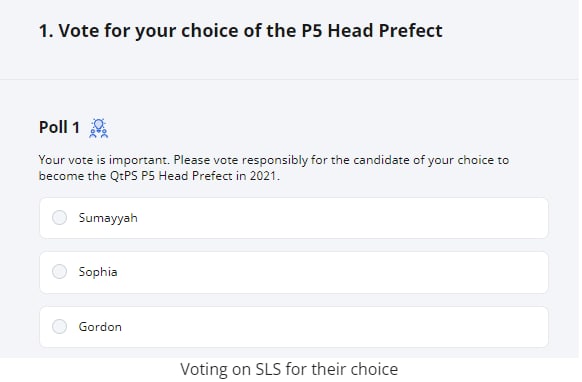 1. Vote for your choice of the P5 Head Prefect
Poll 1
Your vote is important. Please vote responsibly for the candidate of your choice to
become the QtPS P5 Head Prefect in 2021.
Sumayyah
Sophia
Gordon
Voting on SLS for their choice